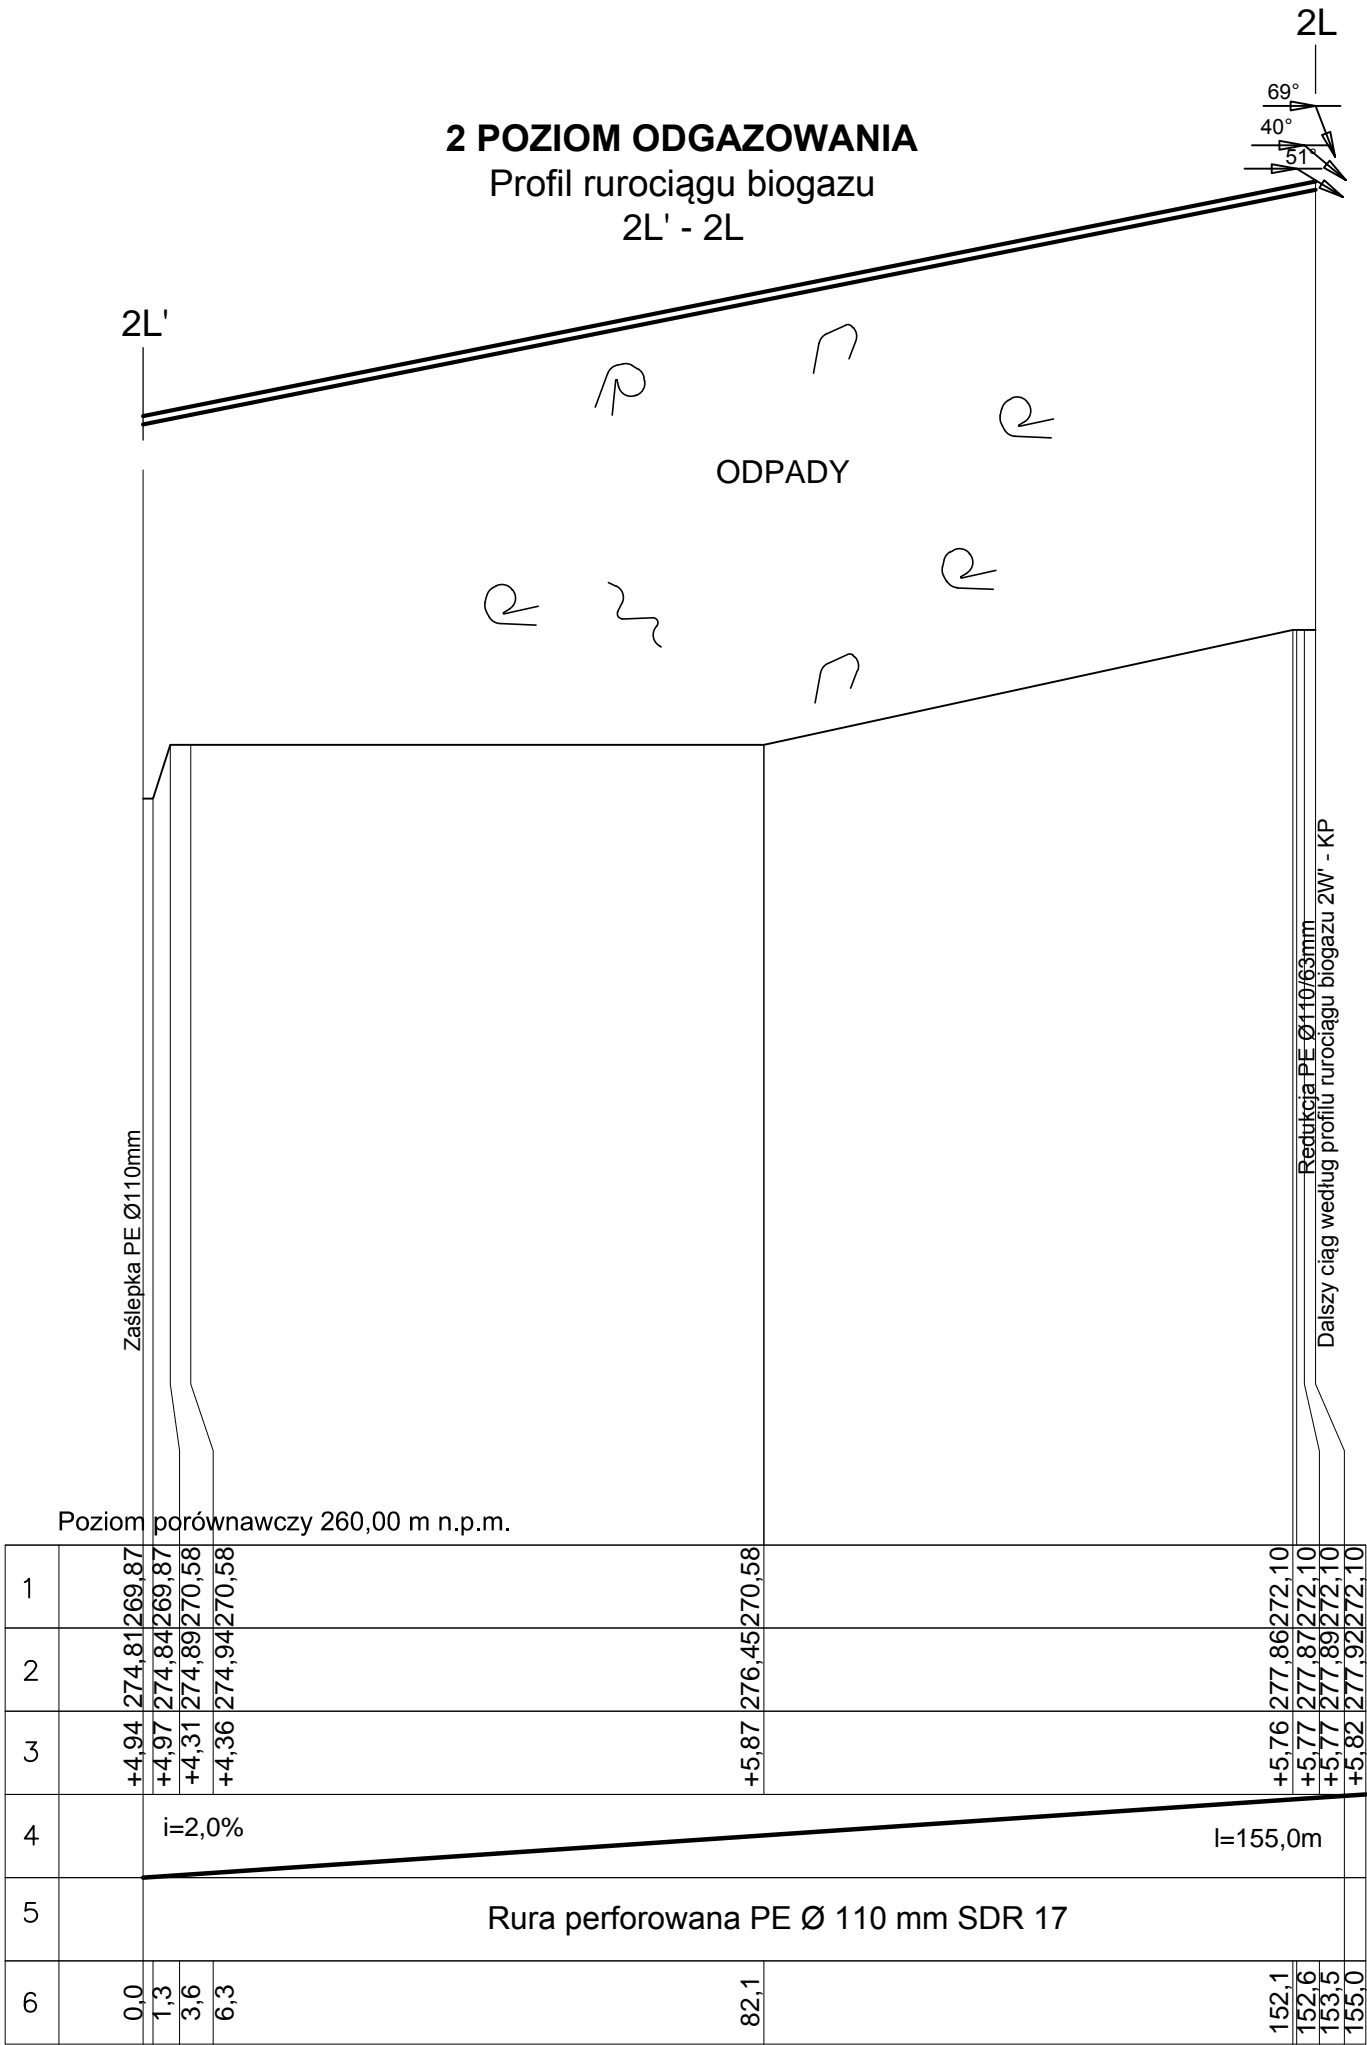 2L
69°
40°
51°
2 POZIOM ODGAZOWANIA
Profil rurociągu biogazu
2L' - 2L
2L'
ODPADY
Zaślepka PE Ø110mm
Redukcja PE Ø110/63mm
Dalszy ciąg według profilu rurociągu biogazu 2W' - KP
Poziom porównawczy 260,00 m n.p.m.
1 269,87 269,87 270,58 270,58 270,58 272,10 272,10 272,10 272,10
2 274,81 274,84 274,89 274,94 276,45 277,86 277,87 277,89 277,92
3 +4,94 +4,97 +4,31 +4,36 +5,87 +5,76 +5,77 +5,77 +5,82
4 i=2,0% l=155,0m
5 Rura perforowana PE Ø 110 mm SDR 17
6 0,0 1,3 3,6 6,3 82,1 152,1 152,6 153,5 155,0